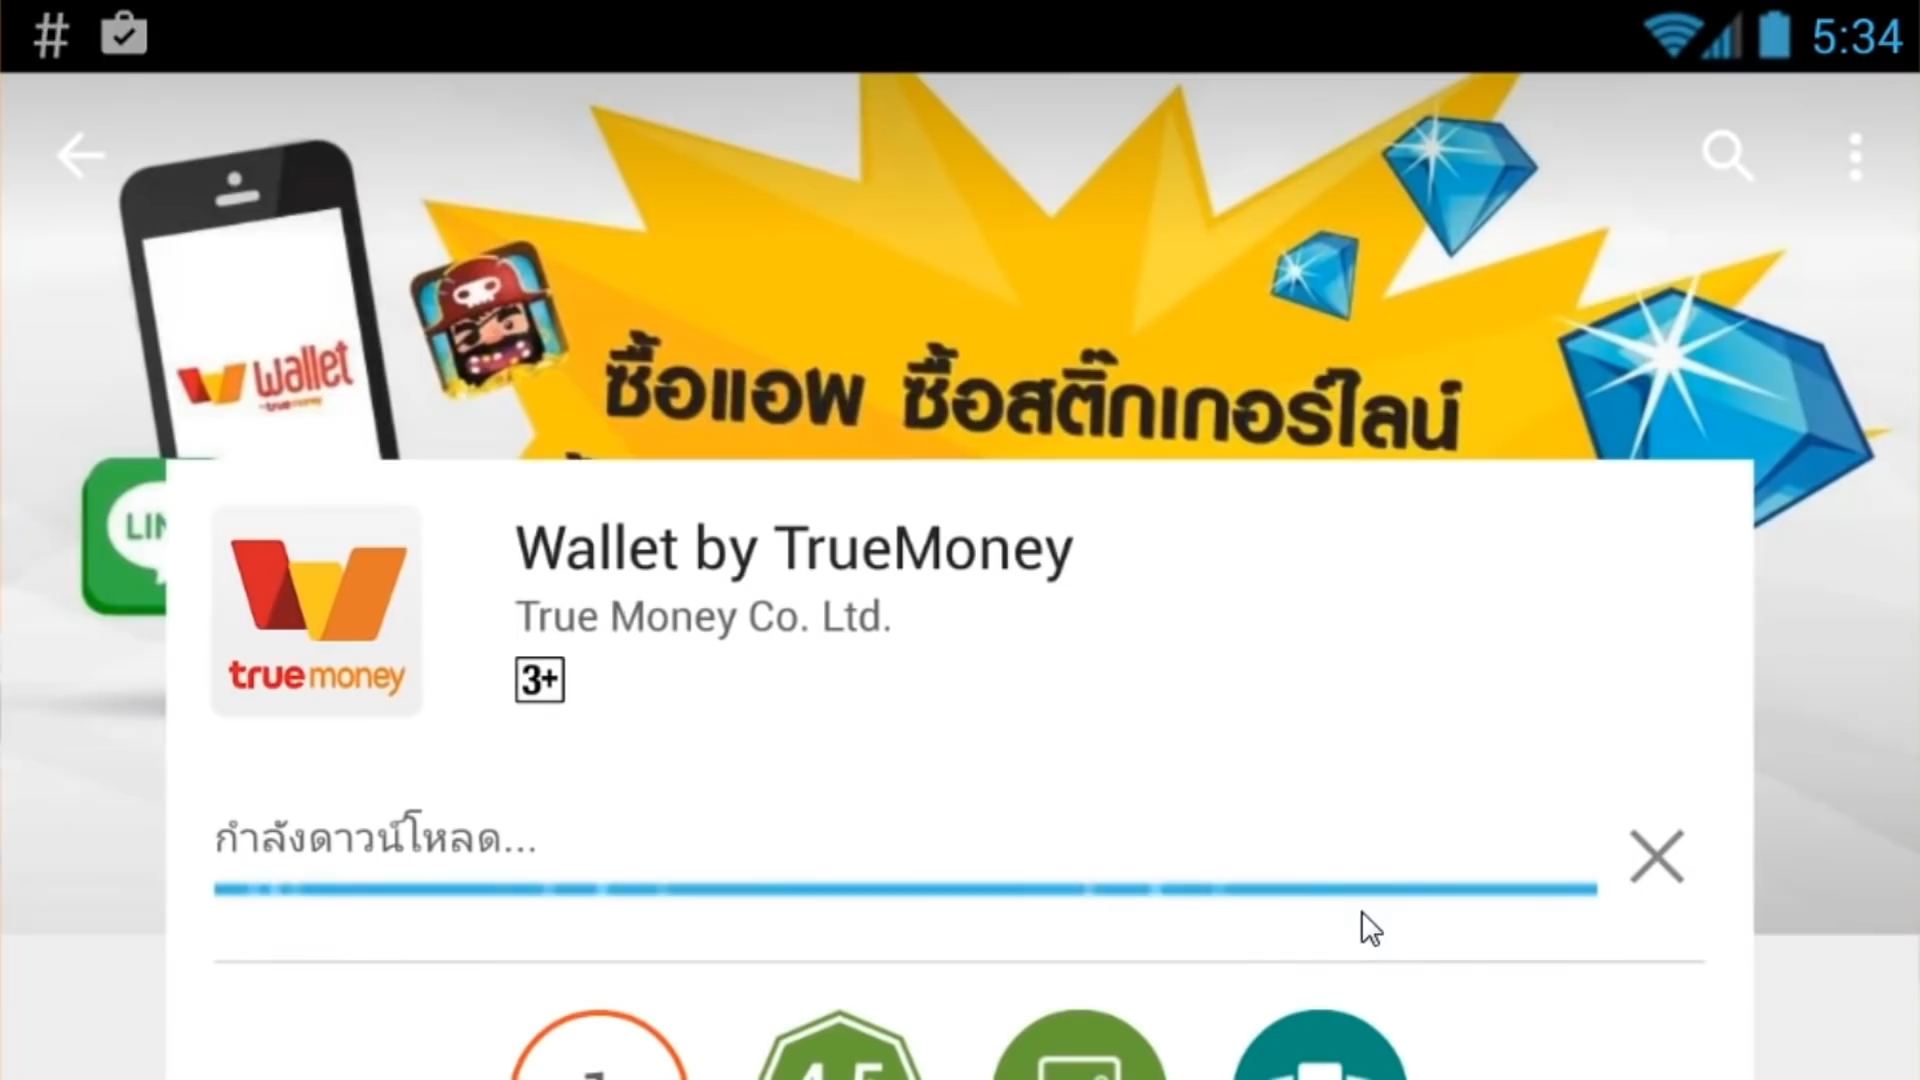 5:34
wallet
by truemoney
ซื้อแอพ ซื้อสติ๊กเกอร์ไลน์
Wallet by TrueMoney
True Money Co. Ltd.
truemoney
3+
กำลังดาวน์โหลด...